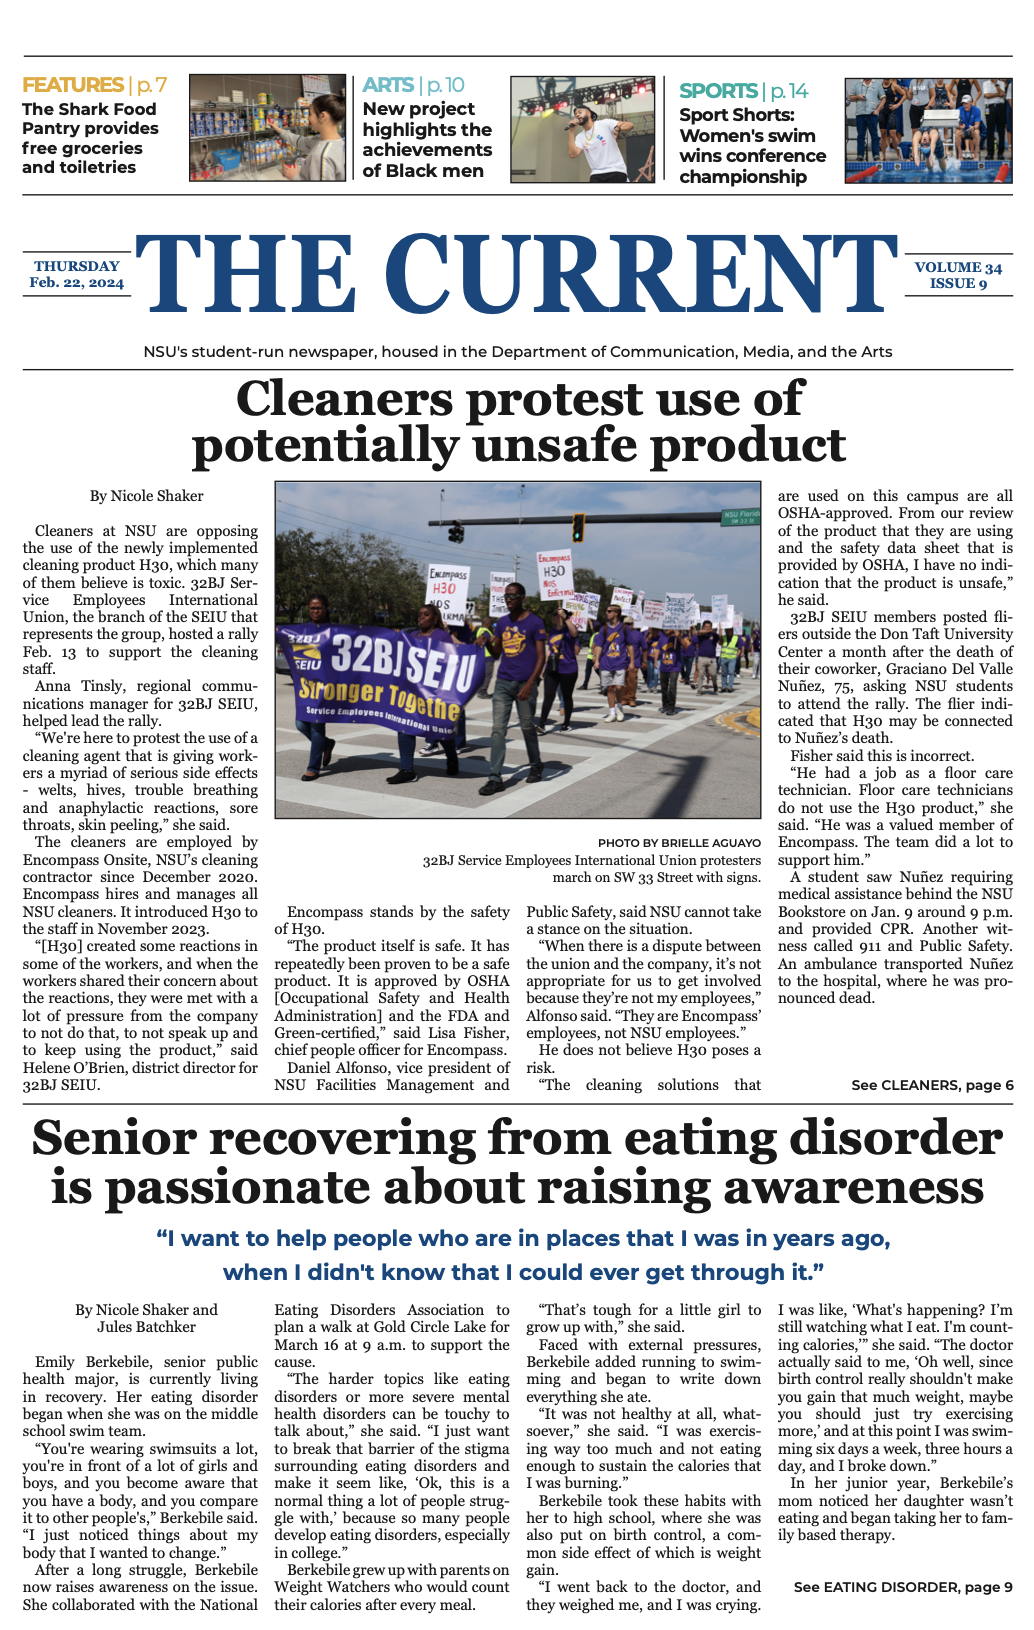 FEATURES | p. 7
The Shark Food
Pantry provides
free groceries
and toiletries
ARTS | p. 10
New project
highlights the
achievements
of Black men
SPORTS | p. 14
Sport Shorts:
Women's swim
wins conference
championship
THURSDAY
Feb. 22, 2024
THE CURRENT
VOLUME 34
ISSUE 9
NSU's student-run newspaper, housed in the Department of Communication, Media, and the Arts
Cleaners protest use of
potentially unsafe product
By Nicole Shaker
Cleaners at NSU are opposing
the use of the newly implemented
cleaning product H30, which many
of them believe is toxic. 32BJ Ser-
vice Employees International
Union, the branch of the SEIU that
represents the group, hosted a rally
Feb. 13 to support the cleaning
staff.
Anna Tinsly, regional commu-
nications manager for 32BJ SEIU,
helped lead the rally.
“We're here to protest the use of a
cleaning agent that is giving work-
ers a myriad of serious side effects
- welts, hives, trouble breathing
and anaphylactic reactions, sore
throats, skin peeling,” she said.
The cleaners are employed by
Encompass Onsite, NSU’s cleaning
contractor since December 2020.
Encompass hires and manages all
NSU cleaners. It introduced H30 to
the staff in November 2023.
“[H30] created some reactions in
some of the workers, and when the
workers shared their concern about
the reactions, they were met with a
lot of pressure from the company
to not do that, to not speak up and
to keep using the product,” said
Helene O’Brien, district director for
32BJ SEIU.
NSU Florida
SW 33 St
Encompass
H30
NOS
Encompass
H30
NOS
Enferma
32BJ
SEIU
32BJ SEIU
Stronger Together
Service Employees International Union
PHOTO BY BRIELLE AGUAYO
32BJ Service Employees International Union protesters
march on SW 33 Street with signs.
Encompass stands by the safety
of H30.
“The product itself is safe. It has
repeatedly been proven to be a safe
product. It is approved by OSHA
[Occupational Safety and Health
Administration] and the FDA and
Green-certified,” said Lisa Fisher,
chief people officer for Encompass.
Daniel Alfonso, vice president of
NSU Facilities Management and
Public Safety, said NSU cannot take
a stance on the situation.
“When there is a dispute between
the union and the company, it’s not
appropriate for us to get involved
because they’re not my employees,”
Alfonso said. “They are Encompass’
employees, not NSU employees.”
He does not believe H30 poses a
risk.
“The cleaning solutions that
are used on this campus are all
OSHA-approved. From our review
of the product that they are using
and the safety data sheet that is
provided by OSHA, I have no indi-
cation that the product is unsafe,”
he said.
32BJ SEIU members posted fli-
ers outside the Don Taft University
Center a month after the death of
their coworker, Graciano Del Valle
Nuñez, 75, asking NSU students
to attend the rally. The flier indi-
cated that H30 may be connected
to Nuñez’s death.
Fisher said this is incorrect.
“He had a job as a floor care
technician. Floor care technicians
do not use the H30 product,” she
said. “He was a valued member of
Encompass. The team did a lot to
support him.”
A student saw Nuñez requiring
medical assistance behind the NSU
Bookstore on Jan. 9 around 9 p.m.
and provided CPR. Another wit-
ness called 911 and Public Safety.
An ambulance transported Nuñez
to the hospital, where he was pro-
nounced dead.
See CLEANERS, page 6
Senior recovering from eating disorder
is passionate about raising awareness
“I want to help people who are in places that I was in years ago,
when I didn't know that I could ever get through it.”
By Nicole Shaker and
Jules Batchker
Emily Berkebile, senior public
health major, is currently living
in recovery. Her eating disorder
began when she was on the middle
school swim team.
“You're wearing swimsuits a lot,
you're in front of a lot of girls and
boys, and you become aware that
you have a body, and you compare
it to other people's,” Berkebile said.
“I just noticed things about my
body that I wanted to change.”
After a long struggle, Berkebile
now raises awareness on the issue.
She collaborated with the National
Eating Disorders Association to
plan a walk at Gold Circle Lake for
March 16 at 9 a.m. to support the
cause.
“The harder topics like eating
disorders or more severe mental
health disorders can be touchy to
talk about,” she said. “I just want
to break that barrier of the stigma
surrounding eating disorders and
make it seem like, ‘Ok, this is a
normal thing a lot of people strug-
gle with,’ because so many people
develop eating disorders, especially
in college.”
Berkebile grew up with parents on
Weight Watchers who would count
their calories after every meal.
“That’s tough for a little girl to
grow up with,” she said.
Faced with external pressures,
Berkebile added running to swim-
ming and began to write down
everything she ate.
“It was not healthy at all, what-
soever,” she said. “I was exercis-
ing way too much and not eating
enough to sustain the calories that
I was burning.”
Berkebile took these habits with
her to high school, where she was
also put on birth control, a com-
mon side effect of which is weight
gain.
“I went back to the doctor, and
they weighed me, and I was crying.
I was like, ‘What's happening? I’m
still watching what I eat. I'm count-
ing calories,’” she said. “The doctor
actually said to me, ‘Oh well, since
birth control really shouldn't make
you gain that much weight, maybe
you should just try exercising
more,’ and at this point I was swim-
ming six days a week, three hours a
day, and I broke down.”
In her junior year, Berkebile’s
mom noticed her daughter wasn’t
eating and began taking her to fam-
ily based therapy.
See EATING DISORDER, page 9